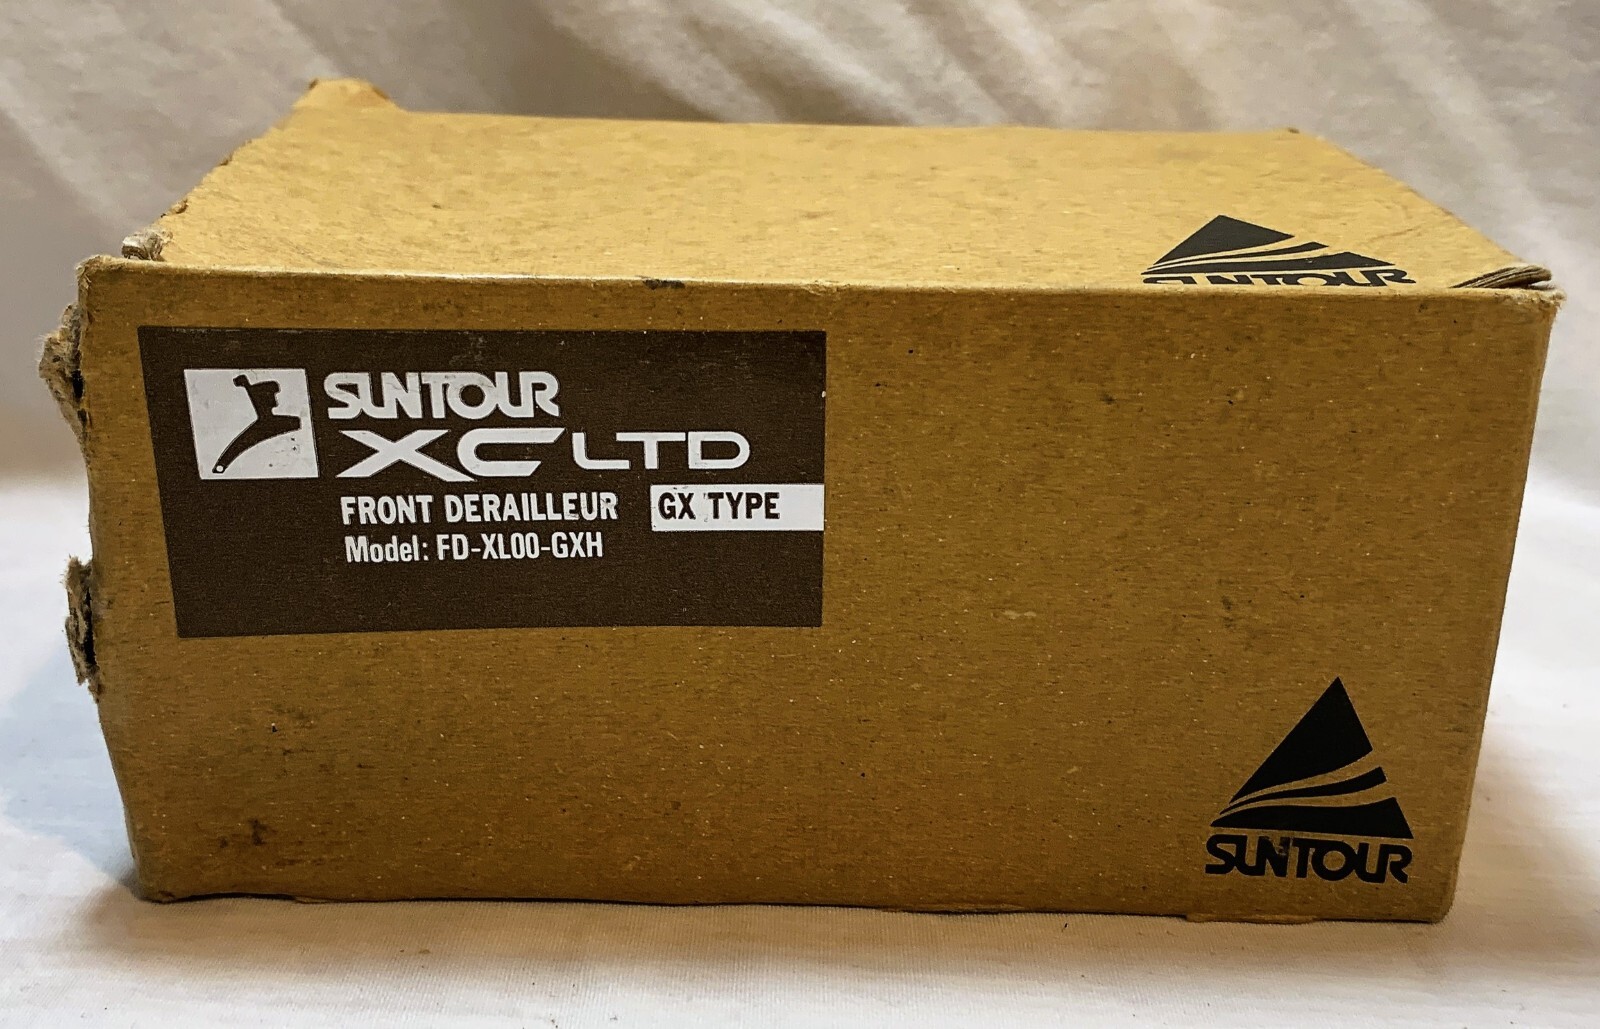 SUNTOUR
SUNTOUR
XC LTD
FRONT DERAILLEUR GX TYPE
Model: FD-XL00-GXH
SUNTOUR